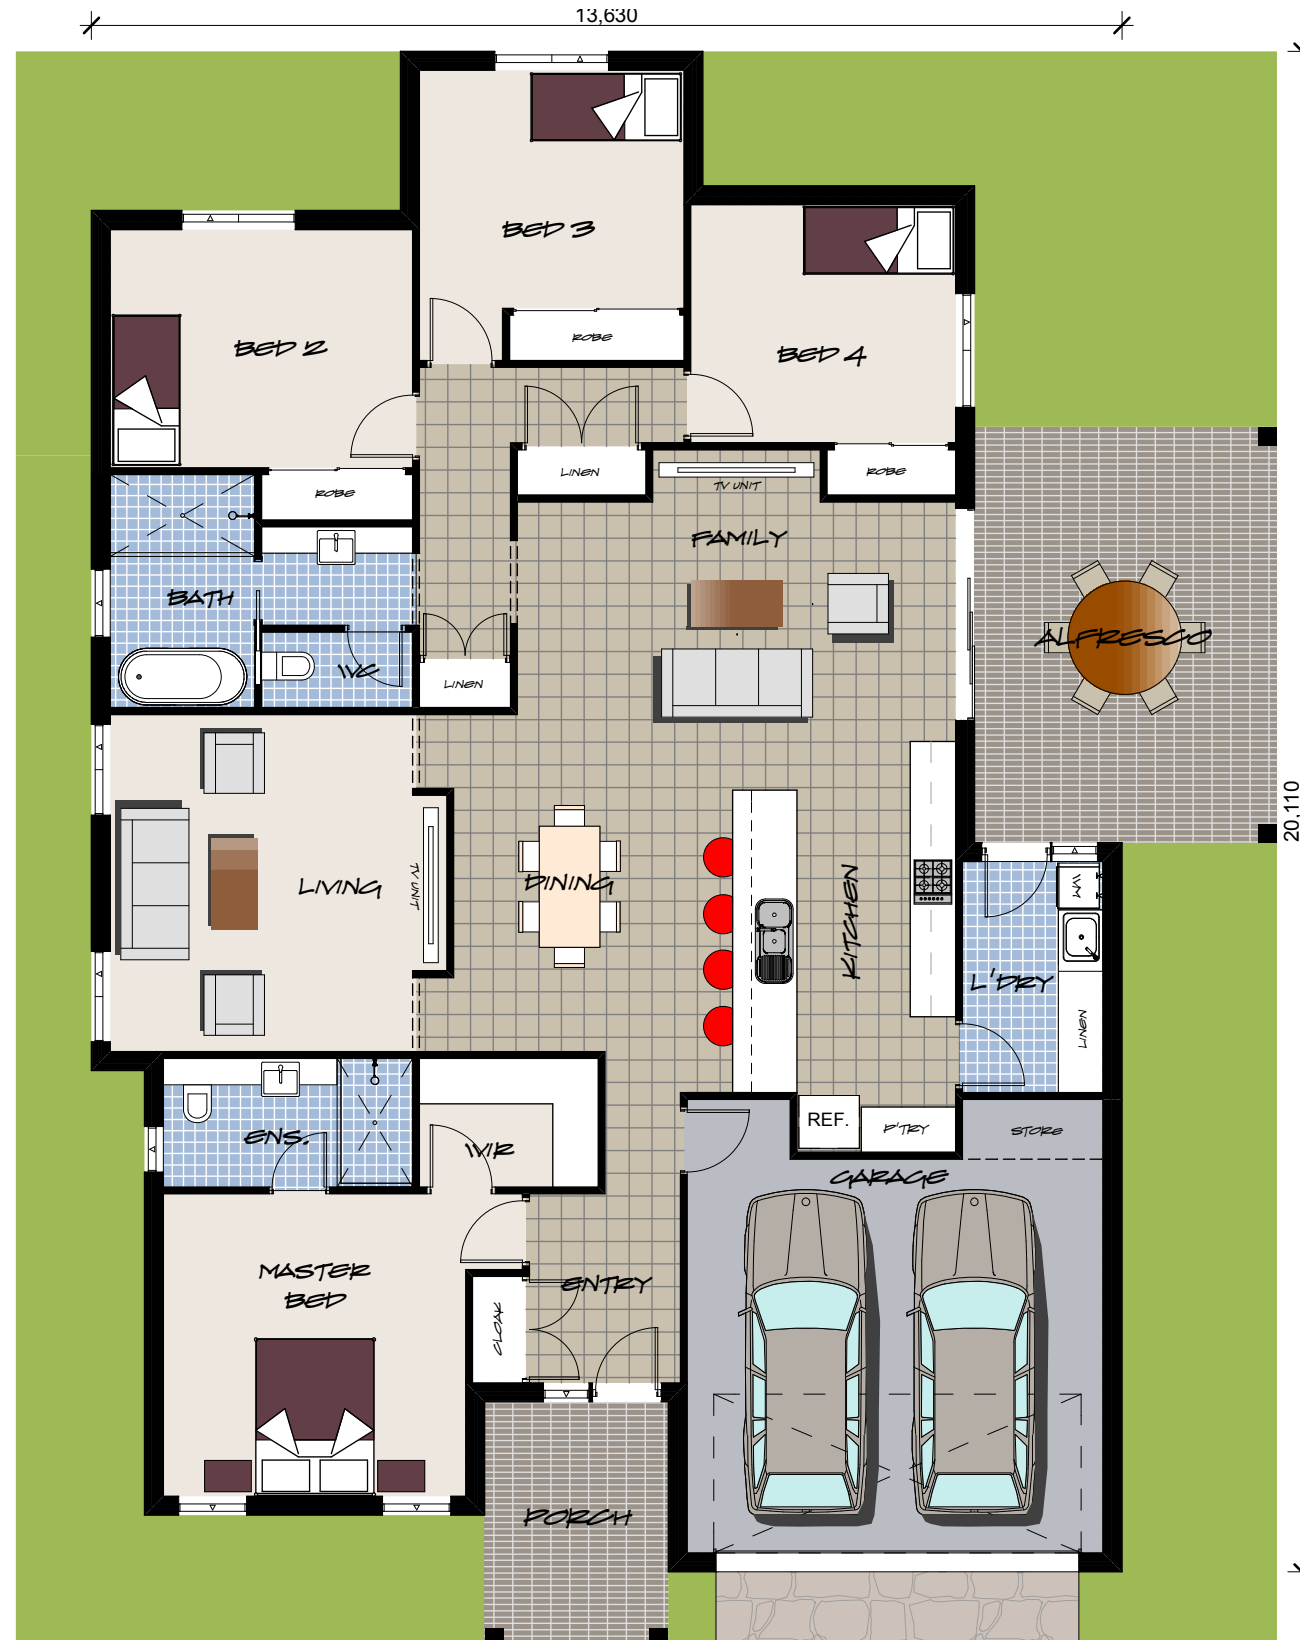 13,630
BED 3
ROBE
BED 2
BED 4
LINEN
TV UNIT
ROBE
ROBE
FAMILY
BATH
ALFRESCO
WC
LINEN
20,110
LIVING
TV UNIT
DINING
KITCHEN
WM
L'DRY
LINEN
REF.
P'TRY
STORE
ENS.
WIR
GARAGE
MASTER
BED
ENTRY
CLOAK
PORCH